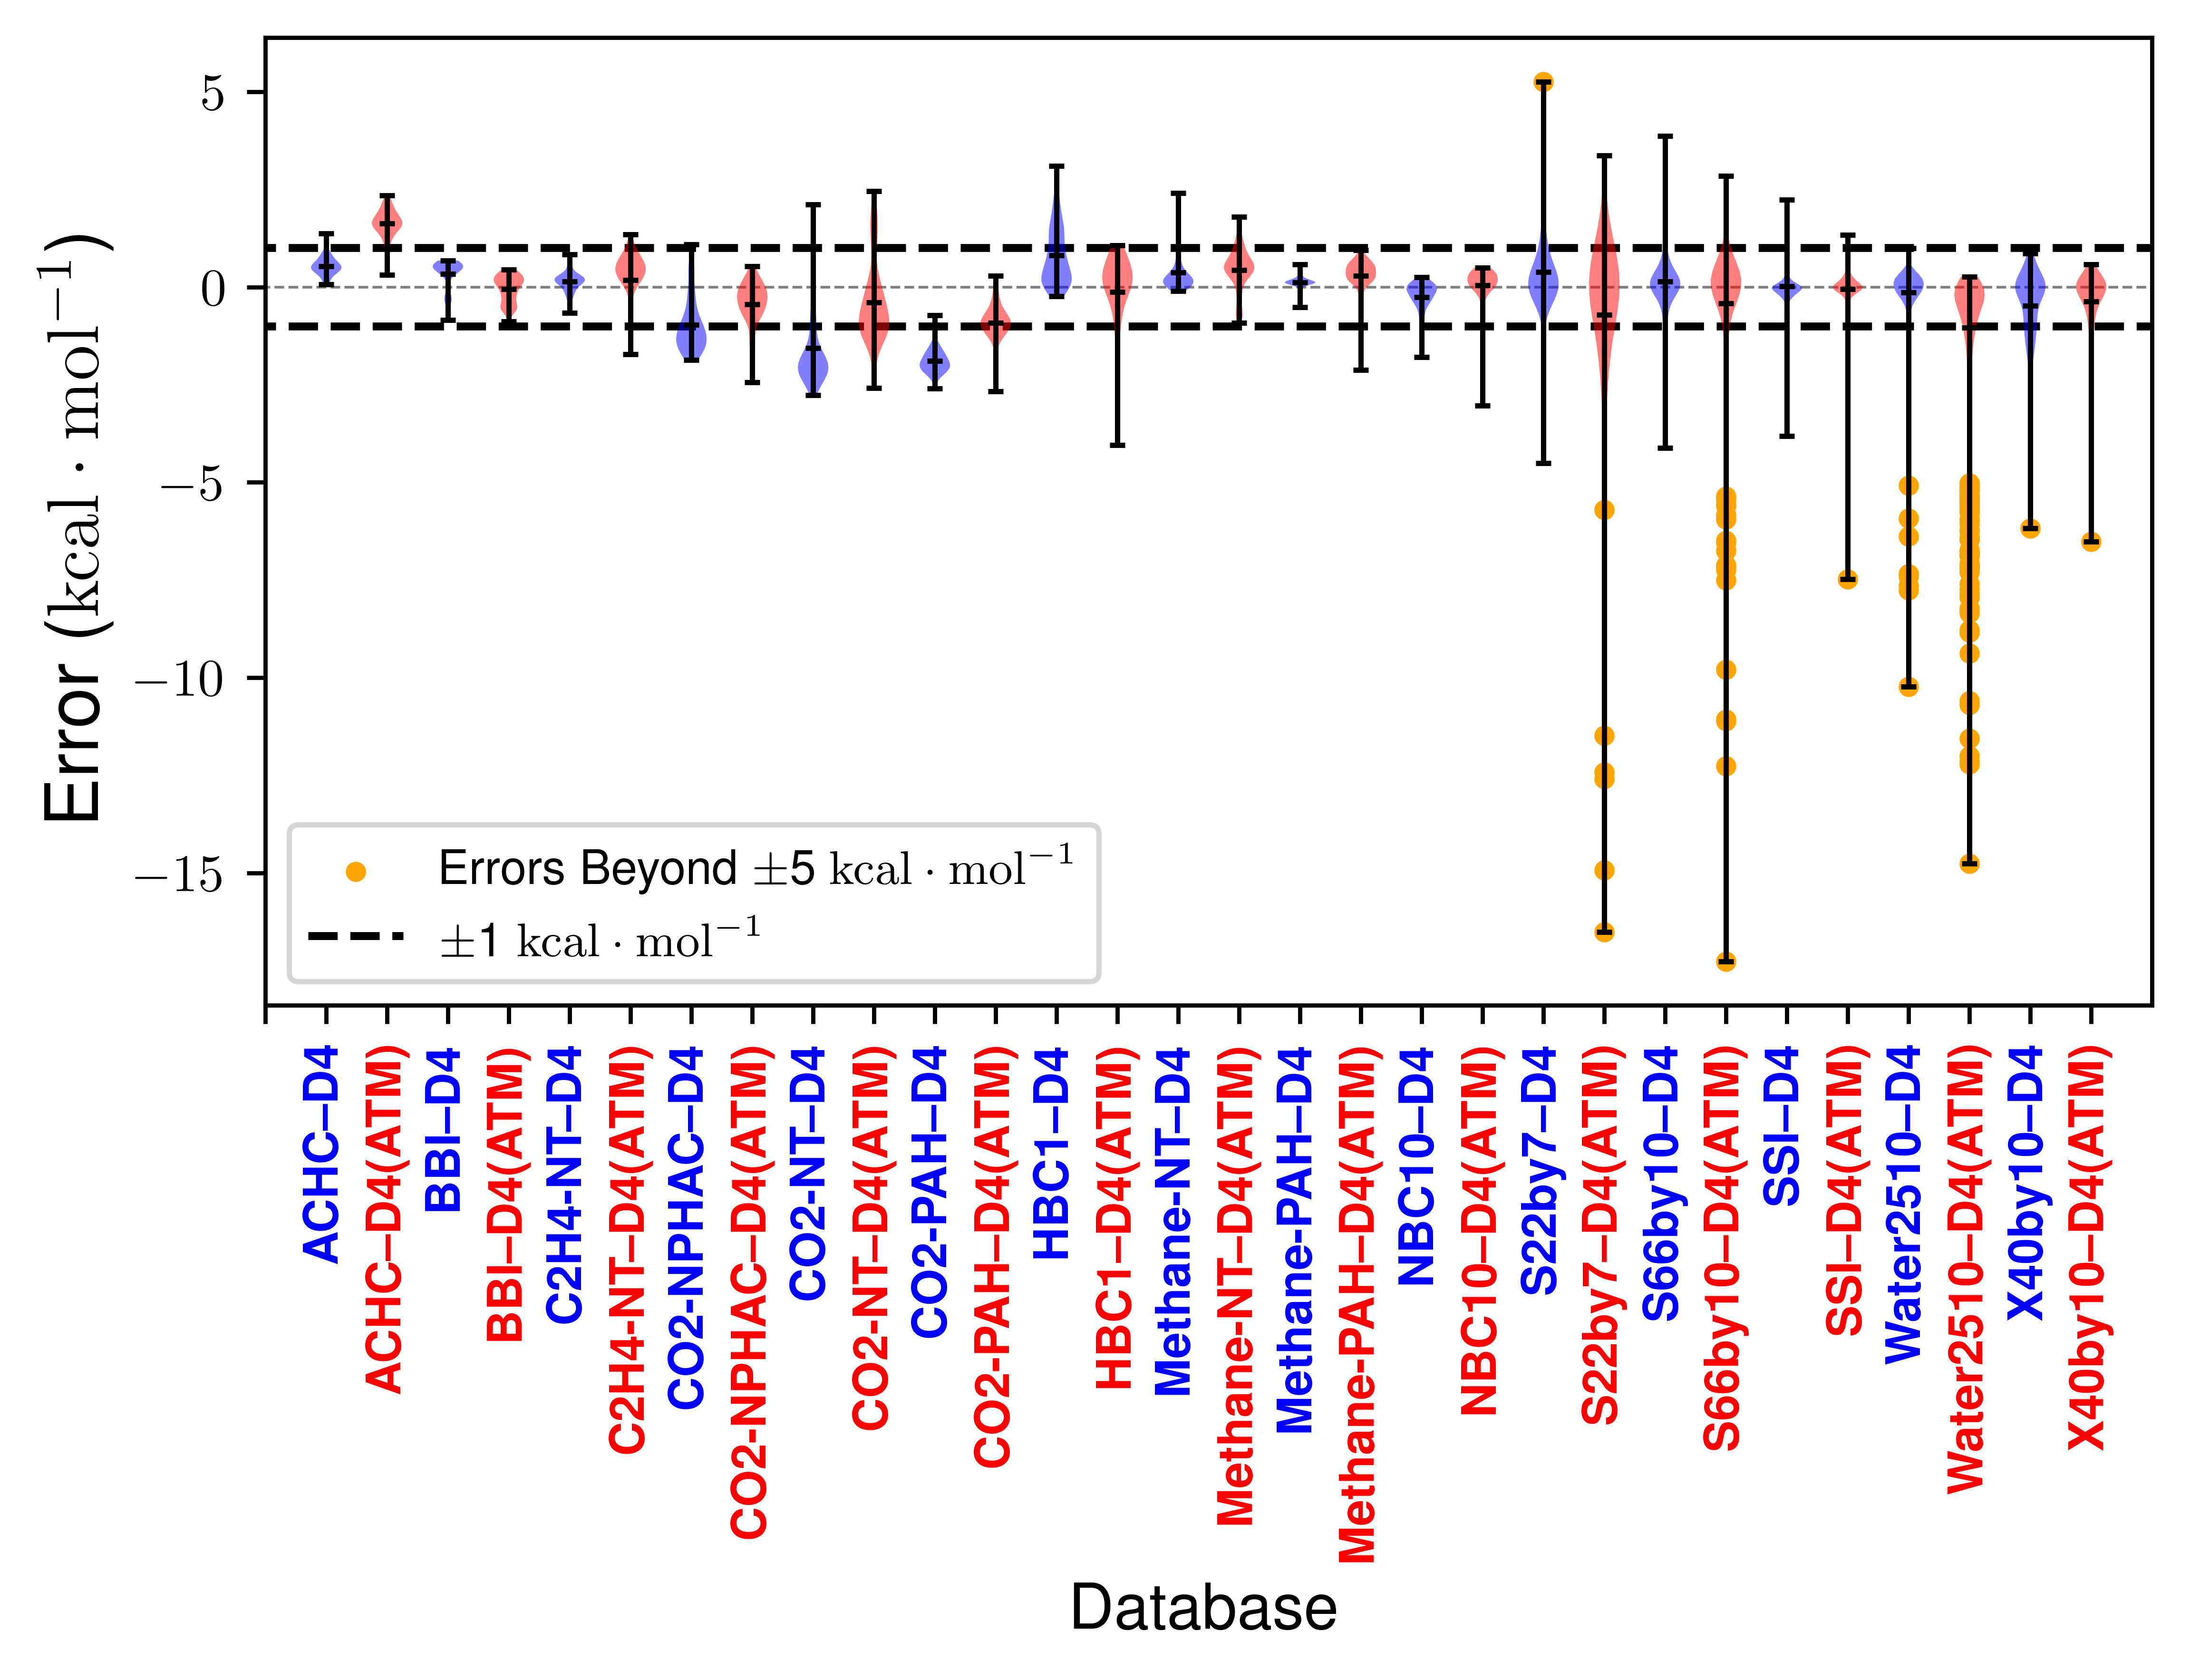 Error (kcal · mol⁻¹)
5
0
−5
−10
−15
Errors Beyond ±5 kcal · mol⁻¹
±1 kcal · mol⁻¹
ACHC–D4
ACHC–D4(ATM)
BBI–D4
BBI–D4(ATM)
C2H4-NT–D4
C2H4-NT–D4(ATM)
CO2-NPHAC–D4
CO2-NPHAC–D4(ATM)
CO2-NT–D4
CO2-NT–D4(ATM)
CO2-PAH–D4
CO2-PAH–D4(ATM)
HBC1–D4
HBC1–D4(ATM)
Methane-NT–D4
Methane-NT–D4(ATM)
Methane-PAH–D4
Methane-PAH–D4(ATM)
NBC10–D4
NBC10–D4(ATM)
S22by7–D4
S22by7–D4(ATM)
S66by10–D4
S66by10–D4(ATM)
SSI–D4
SSI–D4(ATM)
Water2510–D4
Water2510–D4(ATM)
X40by10–D4
X40by10–D4(ATM)
Database